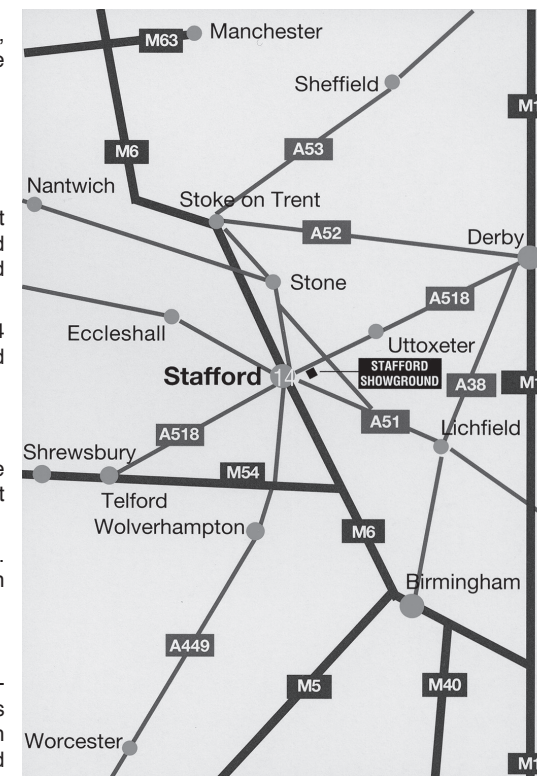 M63
Manchester
Sheffield
M1
M6
A53
Nantwich
Stoke on Trent
A52
Derby
Stone
A518
Eccleshall
Uttoxeter
Stafford
14
STAFFORD
SHOWGROUND
A38
M1
A51
A518
Lichfield
Shrewsbury
M54
Telford
Wolverhampton
M6
Birmingham
A449
M5
M40
Worcester
M1